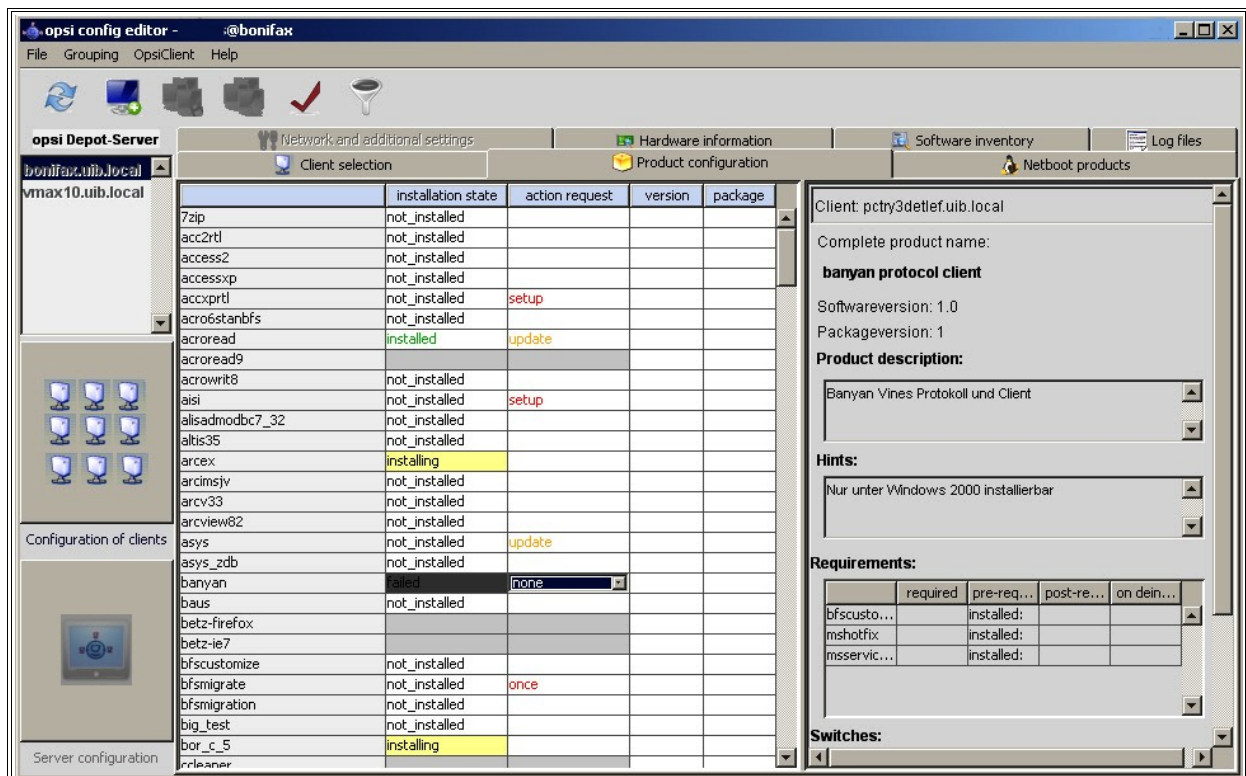 opsi config editor - :@bonifax
File Grouping OpsiClient Help
opsi Depot-Server
Network and additional settings Hardware information Software inventory Log files
Client selection Product configuration Netboot products
bonifax.uib.local
vmax10.uib.local
installation state action request version package
7zip not_installed
acc2rtl not_installed
access2 not_installed
accessxp not_installed
accxprtl not_installed setup
acro6stanbfs not_installed
acroread installed update
acroread9
acrowrit8 not_installed
aisi not_installed setup
alisadmodbc7_32 not_installed
altis35 not_installed
arcex installing
arcimsjv not_installed
arcv33 not_installed
arcview82 not_installed
asys not_installed update
asys_zdb not_installed
banyan failed none
baus not_installed
betz-firefox
betz-ie7
bfscustomize not_installed
bfsmigrate not_installed once
bfsmigration not_installed
big_test not_installed
bor_c_5 installing
ccleaner
Configuration of clients
Server configuration
Client: pctry3detlef.uib.local
Complete product name:
banyan protocol client
Softwareversion: 1.0
Packageversion: 1
Product description:
Banyan Vines Protokoll und Client
Hints:
Nur unter Windows 2000 installierbar
Requirements:
required pre-req... post-re... on dein...
bfscusto... installed:
mshotfix installed:
msservic... installed:
Switches: